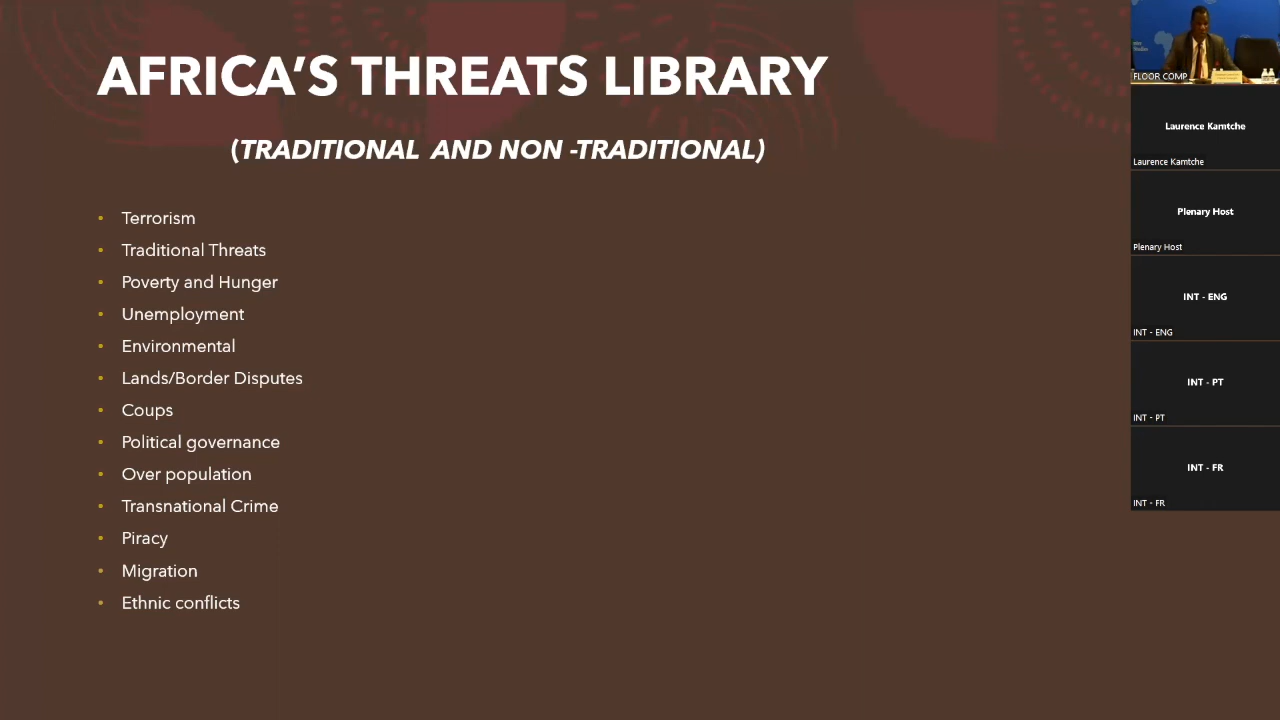 AFRICA'S THREATS LIBRARY
(TRADITIONAL AND NON -TRADITIONAL)
Terrorism
Traditional Threats
Poverty and Hunger
Unemployment
Environmental
Lands/Border Disputes
Coups
Political governance
Over population
Transnational Crime
Piracy
Migration
Ethnic conflicts
FLOOR COMP
Laurence Kamtche
Laurence Kamtche
Plenary Host
Plenary Host
INT - ENG
INT - ENG
INT - PT
INT - PT
INT - FR
INT - FR